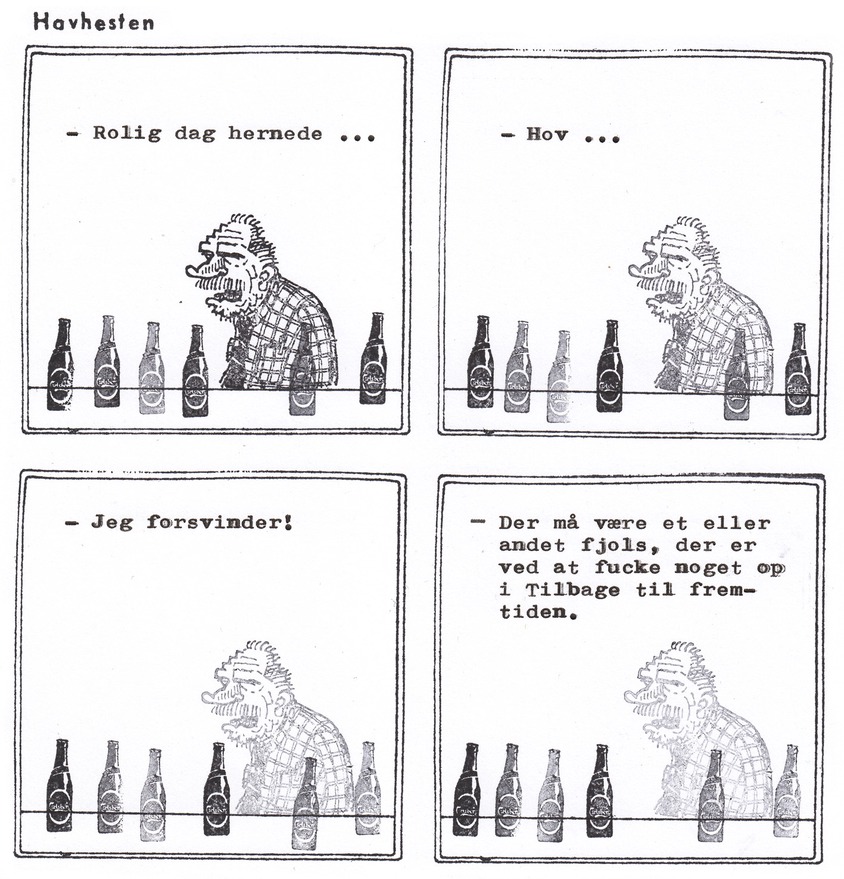 Havhesten
- Rolig dag hernede ...
- Hov ...
- Jeg forsvinder!
- Der må være et eller
andet fjols, der er
ved at fucke noget op
i Tilbage til frem-
tiden.